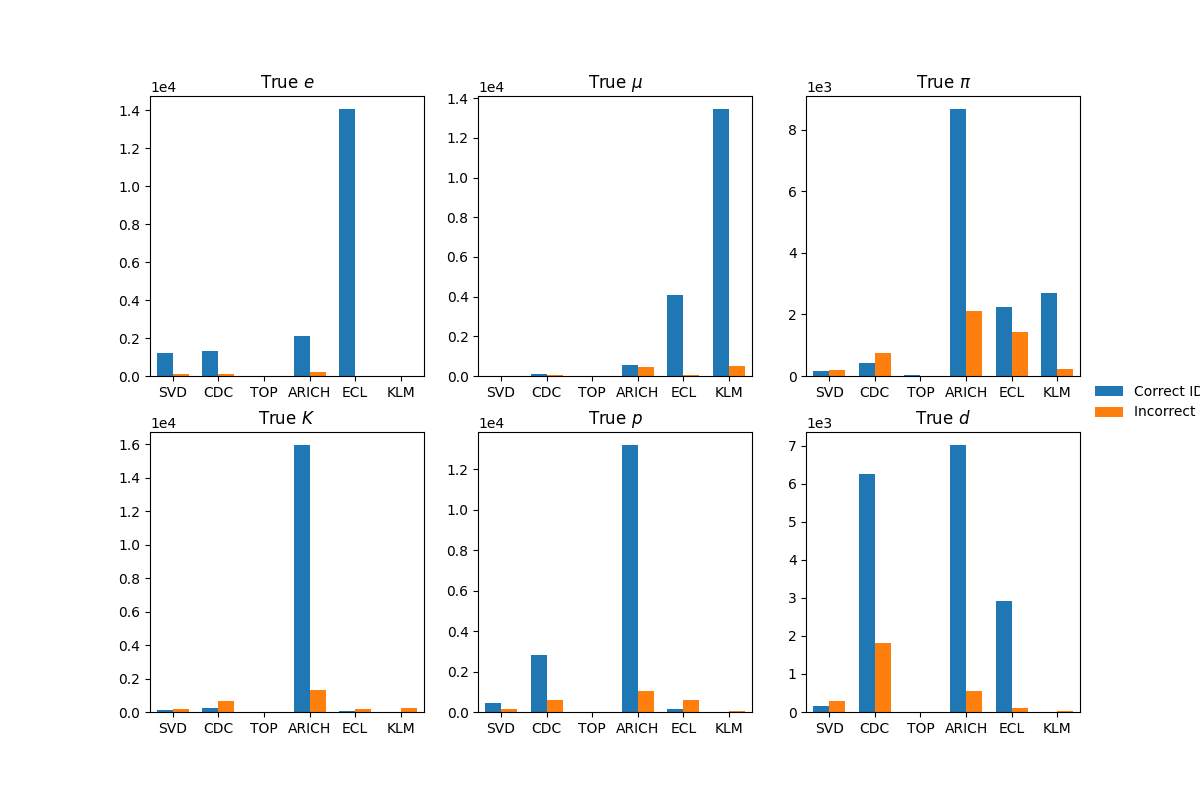 True e
1e4
1.4
1.2
1.0
0.8
0.6
0.4
0.2
0.0
SVD CDC TOP ARICH ECL KLM
True μ
1e4
1.4
1.2
1.0
0.8
0.6
0.4
0.2
0.0
SVD CDC TOP ARICH ECL KLM
True π
1e3
8
6
4
2
0
SVD CDC TOP ARICH ECL KLM
Correct ID
Incorrect
True K
1e4
1.6
1.4
1.2
1.0
0.8
0.6
0.4
0.2
0.0
SVD CDC TOP ARICH ECL KLM
True p
1e4
1.2
1.0
0.8
0.6
0.4
0.2
0.0
SVD CDC TOP ARICH ECL KLM
True d
1e3
7
6
5
4
3
2
1
0
SVD CDC TOP ARICH ECL KLM